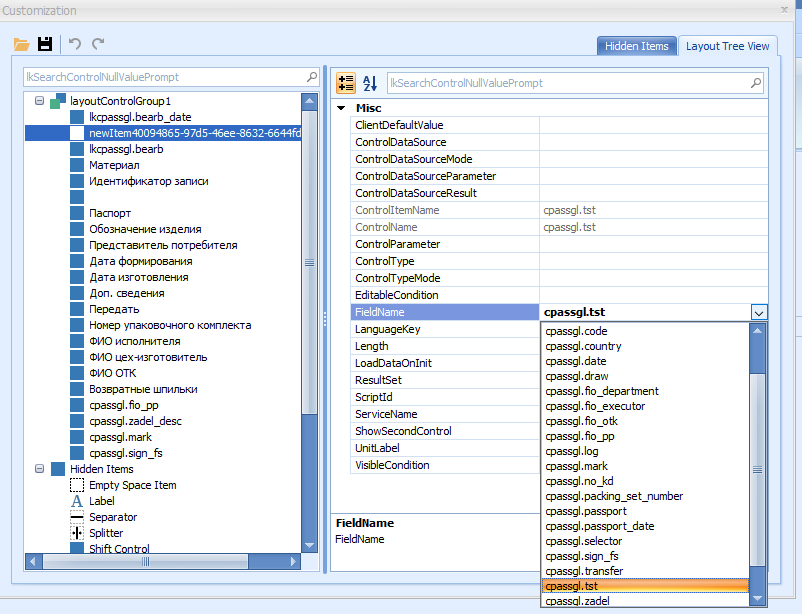 Customization
Hidden Items
Layout Tree View
lkSearchControlNullValuePrompt
layoutControlGroup1
lkcpassgl.bearb_date
newItem40094865-97d5-46ee-8632-6644fd
lkcpassgl.bearb
Материал
Идентификатор записи
Паспорт
Обозначение изделия
Представитель потребителя
Дата формирования
Дата изготовления
Доп. сведения
Передать
Номер упаковочного комплекта
ФИО исполнителя
ФИО цех-изготовитель
ФИО ОТК
Возвратные шпильки
cpassgl.fio_pp
cpassgl.zadel_desc
cpassgl.mark
cpassgl.sign_fs
Hidden Items
Empty Space Item
A Label
Separator
Splitter
Shift Control
lkSearchControlNullValuePrompt
Misc
ClientDefaultValue
ControlDataSource
ControlDataSourceMode
ControlDataSourceParameter
ControlDataSourceResult
ControlItemName cpassgl.tst
ControlName cpassgl.tst
ControlParameter
ControlType
ControlTypeMode
EditableCondition
FieldName cpassgl.tst
LanguageKey
Length
LoadDataOnInit
ResultSet
ScriptId
ServiceName
ShowSecondControl
UnitLabel
VisibleCondition
cpassgl.code
cpassgl.country
cpassgl.date
cpassgl.draw
cpassgl.fio_department
cpassgl.fio_executor
cpassgl.fio_otk
cpassgl.fio_pp
cpassgl.log
cpassgl.mark
cpassgl.no_kd
cpassgl.packing_set_number
cpassgl.passport
cpassgl.passport_date
cpassgl.selector
cpassgl.sign_fs
cpassgl.transfer
cpassgl.tst
cpassgl.zadel
FieldName
FieldName